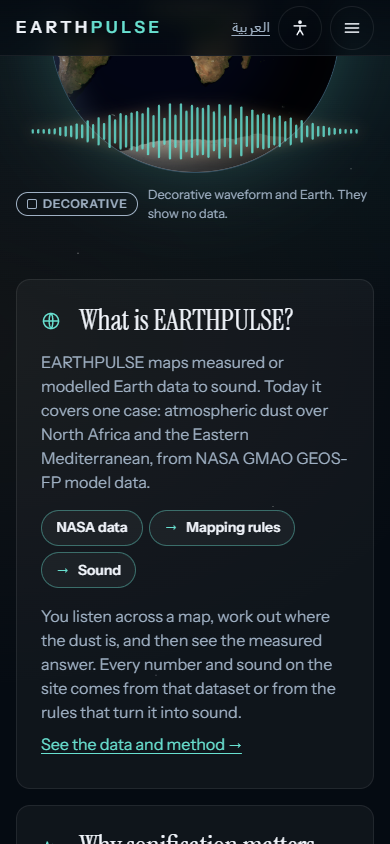 EARTHPULSE
العربية
DECORATIVE
Decorative waveform and Earth. They
show no data.
What is EARTHPULSE?
EARTHPULSE maps measured or
modelled Earth data to sound. Today it
covers one case: atmospheric dust over
North Africa and the Eastern
Mediterranean, from NASA GMAO GEOS-
FP model data.
NASA data
→ Mapping rules
→ Sound
You listen across a map, work out where
the dust is, and then see the measured
answer. Every number and sound on the
site comes from that dataset or from the
rules that turn it into sound.
See the data and method →
Why sonification matters